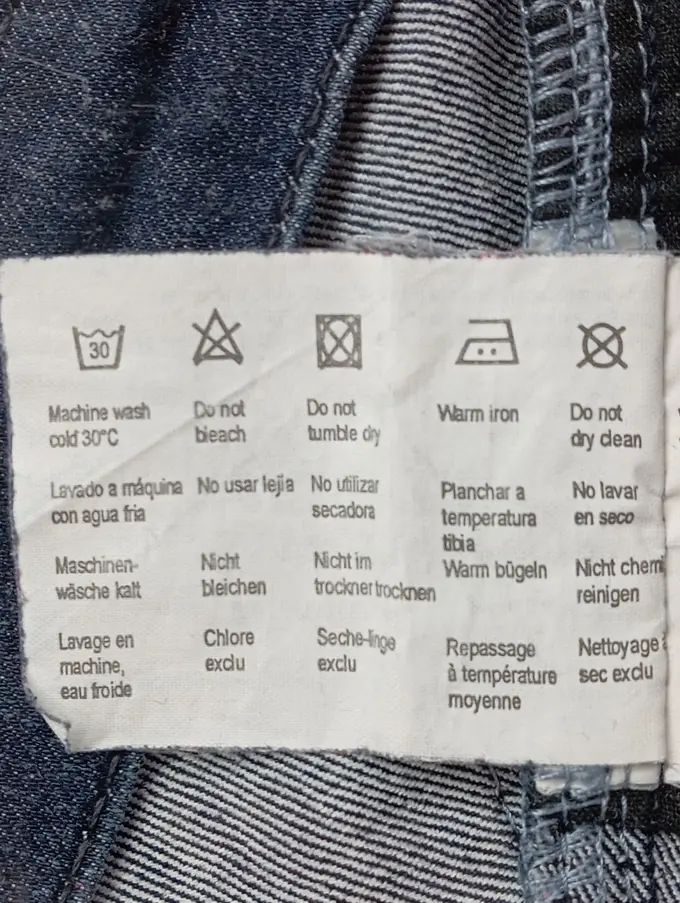 30
Machine wash
cold 30°C
Do not
bleach
Do not
tumble dry
Warm iron
Do not
dry clean
Lavado a máquina
con agua fria
No usar lejia
No utilizar
secadora
Planchar a
temperatura
tibia
No lavar
en seco
Maschinen-
wäsche kalt
Nicht
bleichen
Nicht im
trockner trocknen
Warm bügeln
Nicht chem
reinigen
Lavage en
machine,
eau froide
Chlore
exclu
Seche-linge
exclu
Repassage
à température
moyenne
Nettoyage
sec exclu